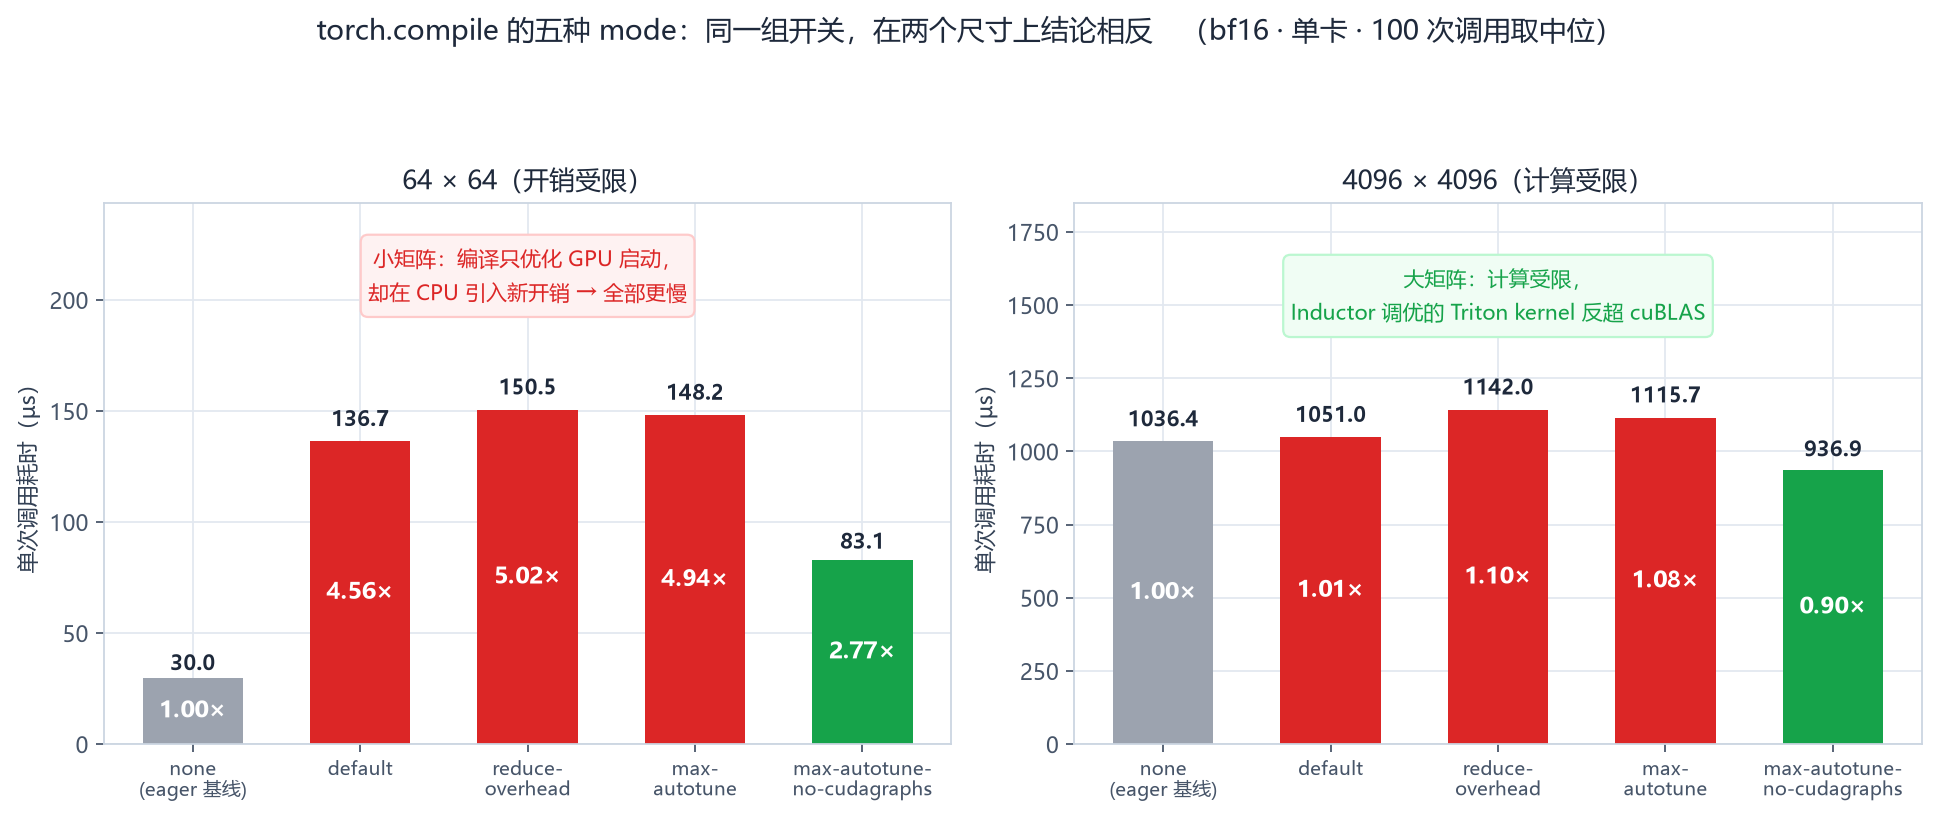 torch.compile 的五种 mode：同一组开关，在两个尺寸上结论相反　（bf16 · 单卡 · 100 次调用取中位）
64 × 64（开销受限）
单次调用耗时（μs）
200
150
100
50
0
小矩阵：编译只优化 GPU 启动，
却在 CPU 引入新开销 → 全部更慢
30.0
1.00×
136.7
4.56×
150.5
5.02×
148.2
4.94×
83.1
2.77×
none
(eager 基线)
default
reduce-
overhead
max-
autotune
max-autotune-
no-cudagraphs
4096 × 4096（计算受限）
单次调用耗时（μs）
1750
1500
1250
1000
750
500
250
0
大矩阵：计算受限，
Inductor 调优的 Triton kernel 反超 cuBLAS
1036.4
1.00×
1051.0
1.01×
1142.0
1.10×
1115.7
1.08×
936.9
0.90×
none
(eager 基线)
default
reduce-
overhead
max-
autotune
max-autotune-
no-cudagraphs